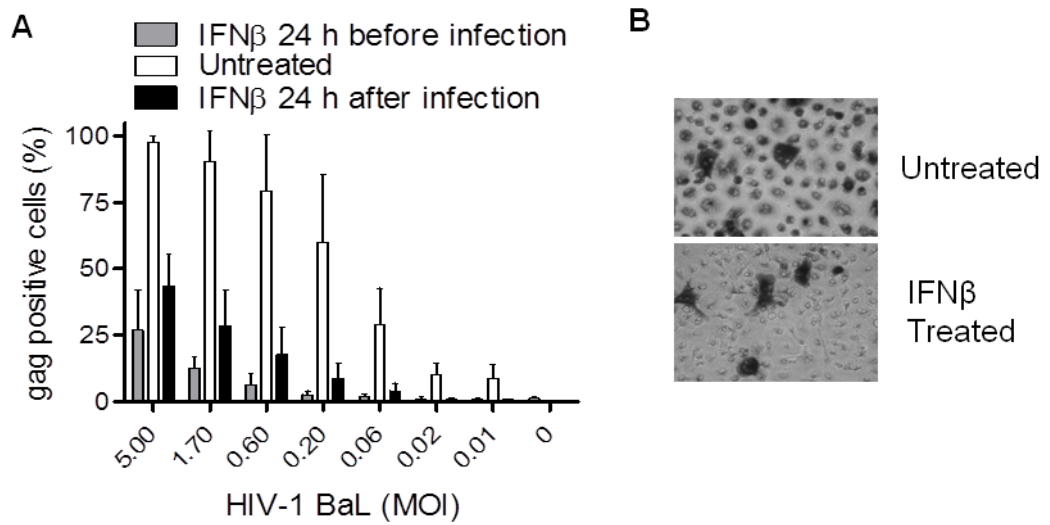 A
IFNβ 24 h before infection
Untreated
IFNβ 24 h after infection
gag positive cells (%)
100
75
50
25
0
5.00
1.70
0.60
0.20
0.06
0.02
0.01
0
HIV-1 BaL (MOI)
B
Untreated
IFNβ
Treated